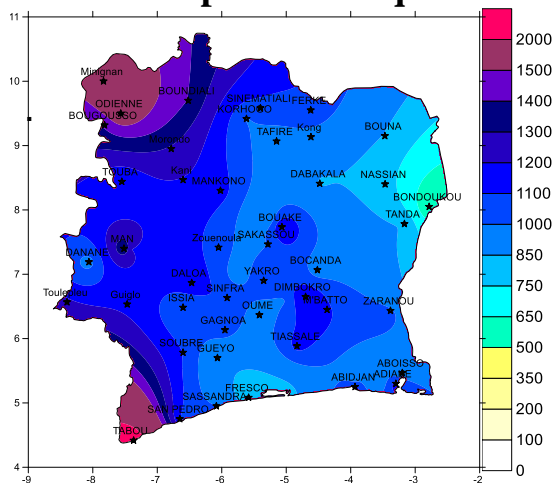 11
10
9
8
7
6
5
4
-9
-8
-7
-6
-5
-4
-3
-2
Minignan
BOUNDIALI
ODIENNE
SINEMATIALI
FERKE
KORHOGO
TAFIRE
Kong
BOUNA
Kani
TOUBA
MANKONO
DABAKALA
NASSIAN
BONDOUKOU
TANDA
BOUAKE
SAKASSOU
Zouenoula
MAN
DANANE
BOCANDA
YAKRO
DALOA
SINFRA
DIMBOKRO
Toulepleu
Guiglo
ISSIA
OUME
ZARANOU
GAGNOA
TIASSALE
SOUBRE
GUEYO
ABOISSO
ADIAKE
ABIDJAN
FRESCO
SASSANDRA
SAN PEDRO
TABOU
2000
1500
1400
1300
1200
1100
1000
850
750
650
500
350
200
100
0